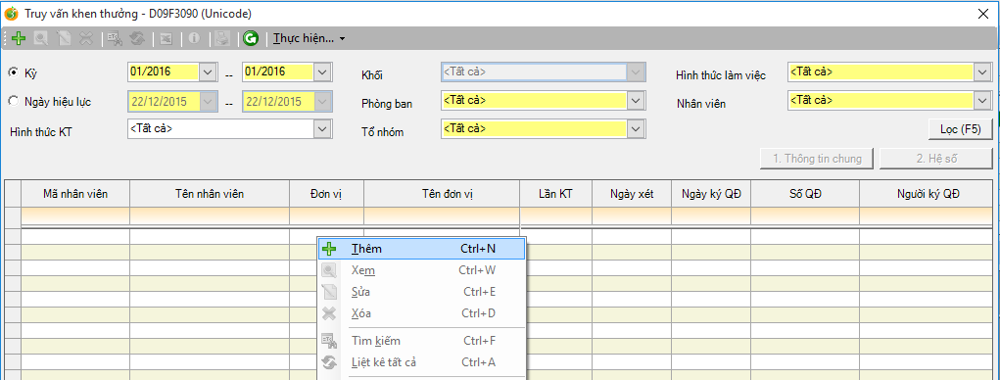 Truy vấn khen thưởng - D09F3090 (Unicode)
Thực hiện...
Kỳ 01/2016 -- 01/2016 Khối <Tất cả> Hình thức làm việc <Tất cả>
Ngày hiệu lực 22/12/2015 -- 22/12/2015 Phòng ban <Tất cả> Nhân viên <Tất cả>
Hình thức KT <Tất cả> Tổ nhóm <Tất cả> Lọc (F5)
1. Thông tin chung 2. Hệ số
Mã nhân viên Tên nhân viên Đơn vị Tên đơn vị Lần KT Ngày xét Ngày ký QĐ Số QĐ Người ký QĐ
Thêm Ctrl+N
Xem Ctrl+W
Sửa Ctrl+E
Xóa Ctrl+D
Tìm kiếm Ctrl+F
Liệt kê tất cả Ctrl+A